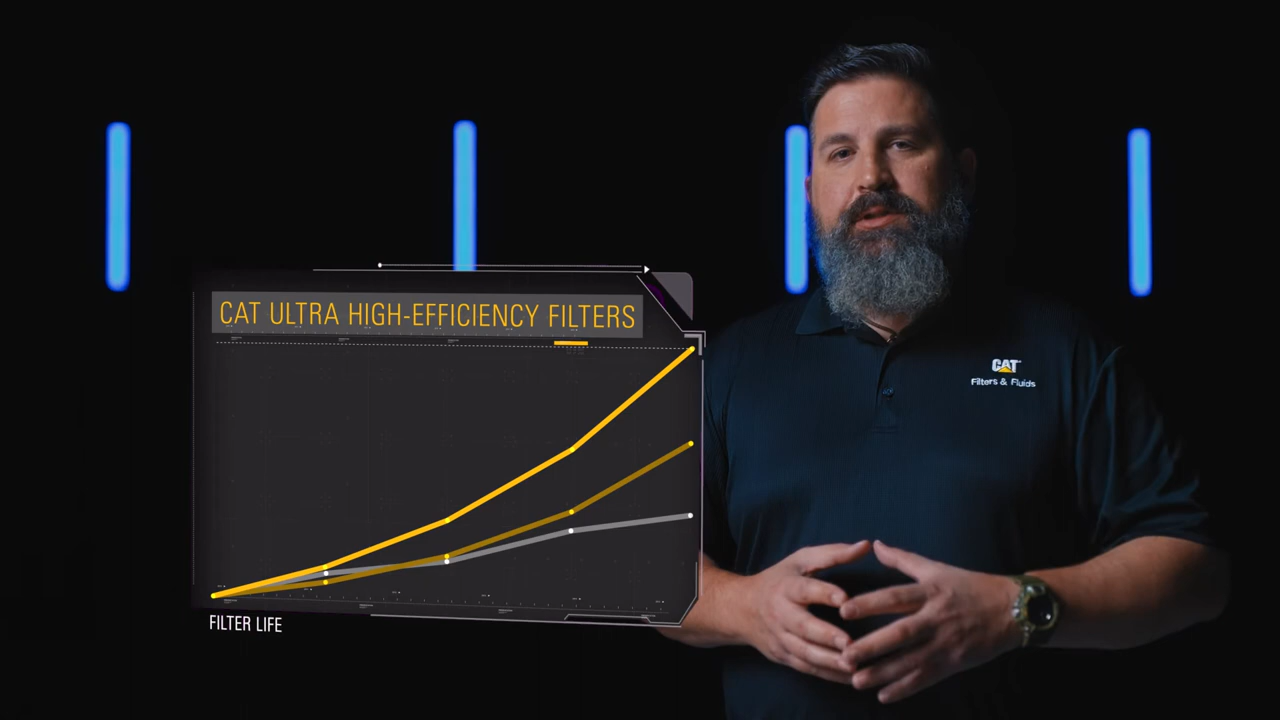 CAT ULTRA HIGH-EFFICIENCY FILTERS
CAT
Filters & Fluids
FILTER LIFE